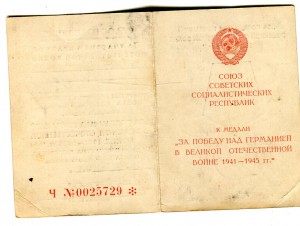 СОЮЗ
СОВЕТСКИХ
СОЦИАЛИСТИЧЕСКИХ
РЕСПУБЛИК
К МЕДАЛИ
„ЗА ПОБЕДУ НАД ГЕРМАНИЕЙ
В ВЕЛИКОЙ ОТЕЧЕСТВЕННОЙ
ВОЙНЕ 1941—1945 гг.“
Ч №0025729 *